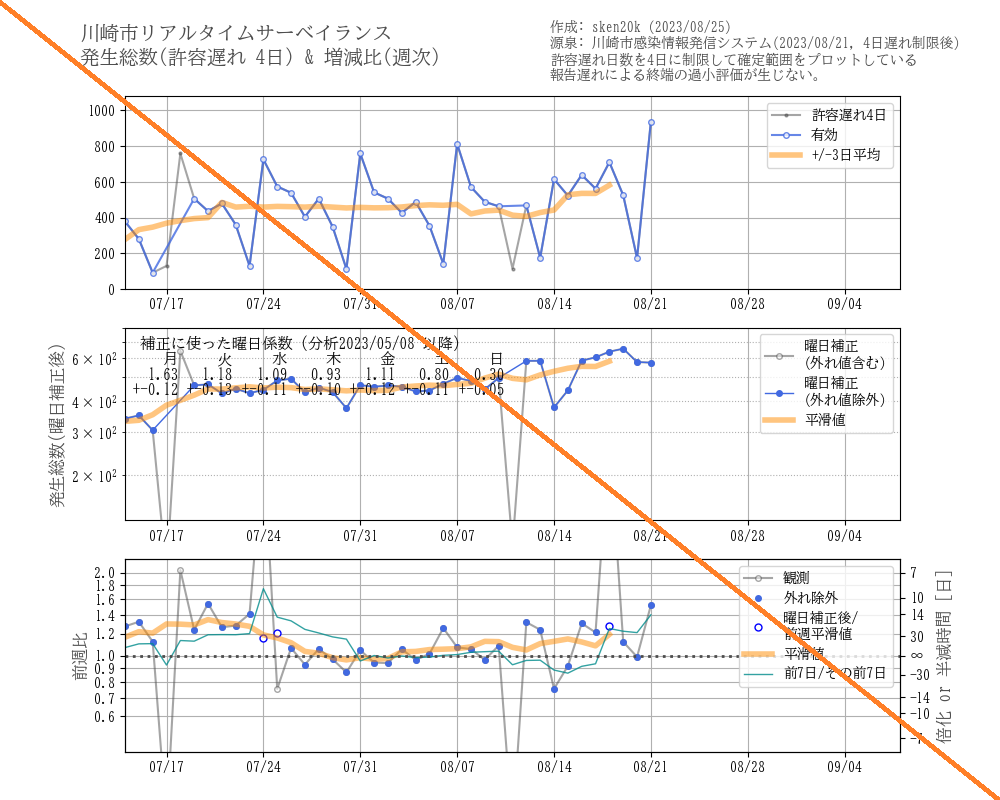 川崎市リアルタイムサーベイランス
発生総数(許容遅れ 4日) & 増減比(週次)
作成: sken20k (2023/08/25)
源泉: 川崎市感染情報発信システム(2023/08/21, 4日遅れ制限後)
許容遅れ日数を4日に制限して確定範囲をプロットしている
報告遅れによる終端の過小評価が生じない。
1000
800
600
400
200
0
許容遅れ4日
有効
+/-3日平均
07/17 07/24 07/31 08/07 08/14 08/21 08/28 09/04
発生総数(曜日補正後)
6 × 10²
4 × 10²
3 × 10²
2 × 10²
補正に使った曜日係数 (分析2023/05/08 以降)
月 火 水 木 金 土 日
1.63 1.18 1.09 0.93 1.11 0.80 0.30
+-0.12 +-0.13 +-0.11 +-0.10 +-0.12 +-0.11 +-0.05
曜日補正
(外れ値含む)
曜日補正
(外れ値除外)
平滑値
07/17 07/24 07/31 08/07 08/14 08/21 08/28 09/04
前週比
2.0
1.8
1.6
1.4
1.2
1.0
0.9
0.8
0.7
0.6
観測
外れ除外
曜日補正後/
前週平滑値
平滑値
前7日/その前7日
7
10
14
30
∞
-30
-14
-10
-7
倍化 or 半減時間 [日]
07/17 07/24 07/31 08/07 08/14 08/21 08/28 09/04